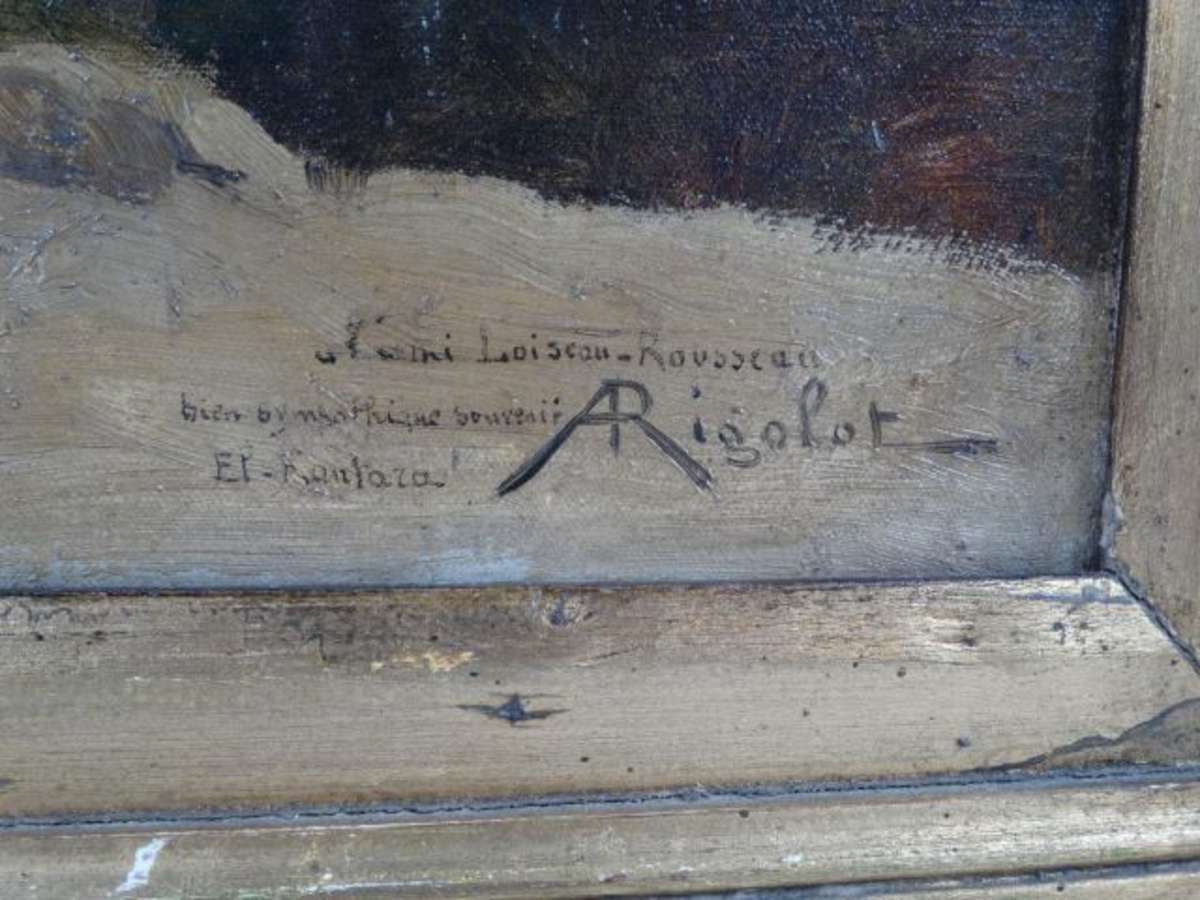 à l'ami Loiseau-Rousseau
bien sympathique souvenir
El-Kantara
ARigolot